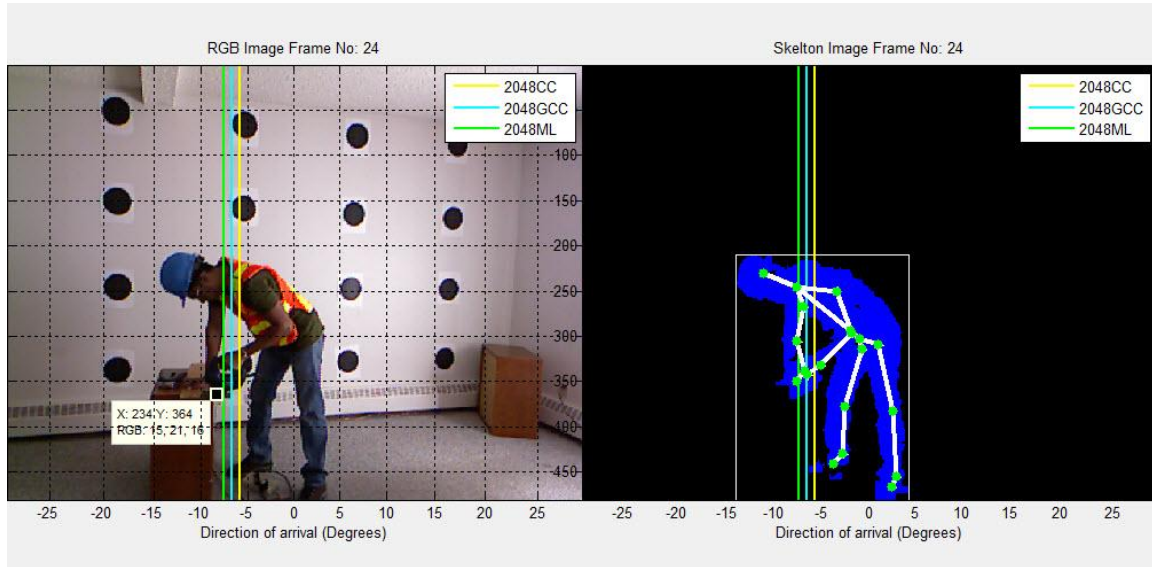 RGB Image Frame No: 24
2048CC
2048GCC
2048ML
-100
-150
-200
-250
-300
-350
-400
-450
X: 234 Y: 364
RGB: 15, 21, 16
-25 -20 -15 -10 -5 0 5 10 15 20 25
Direction of arrival (Degrees)
Skelton Image Frame No: 24
2048CC
2048GCC
2048ML
-25 -20 -15 -10 -5 0 5 10 15 20 25
Direction of arrival (Degrees)